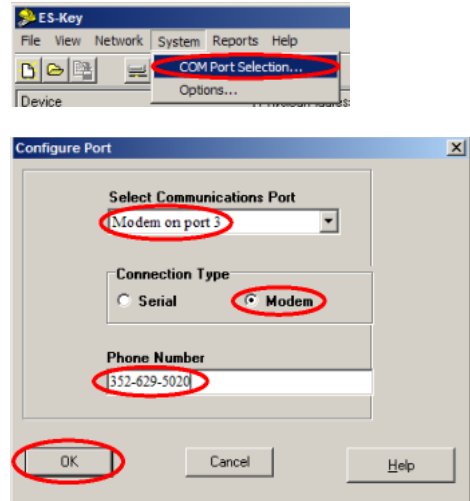 ES-Key
File View Network System Reports Help
COM Port Selection...
Options...
Device
Configure Port
Select Communications Port
Modem on port 3
Connection Type
Serial Modem
Phone Number
352-629-5020
OK Cancel Help